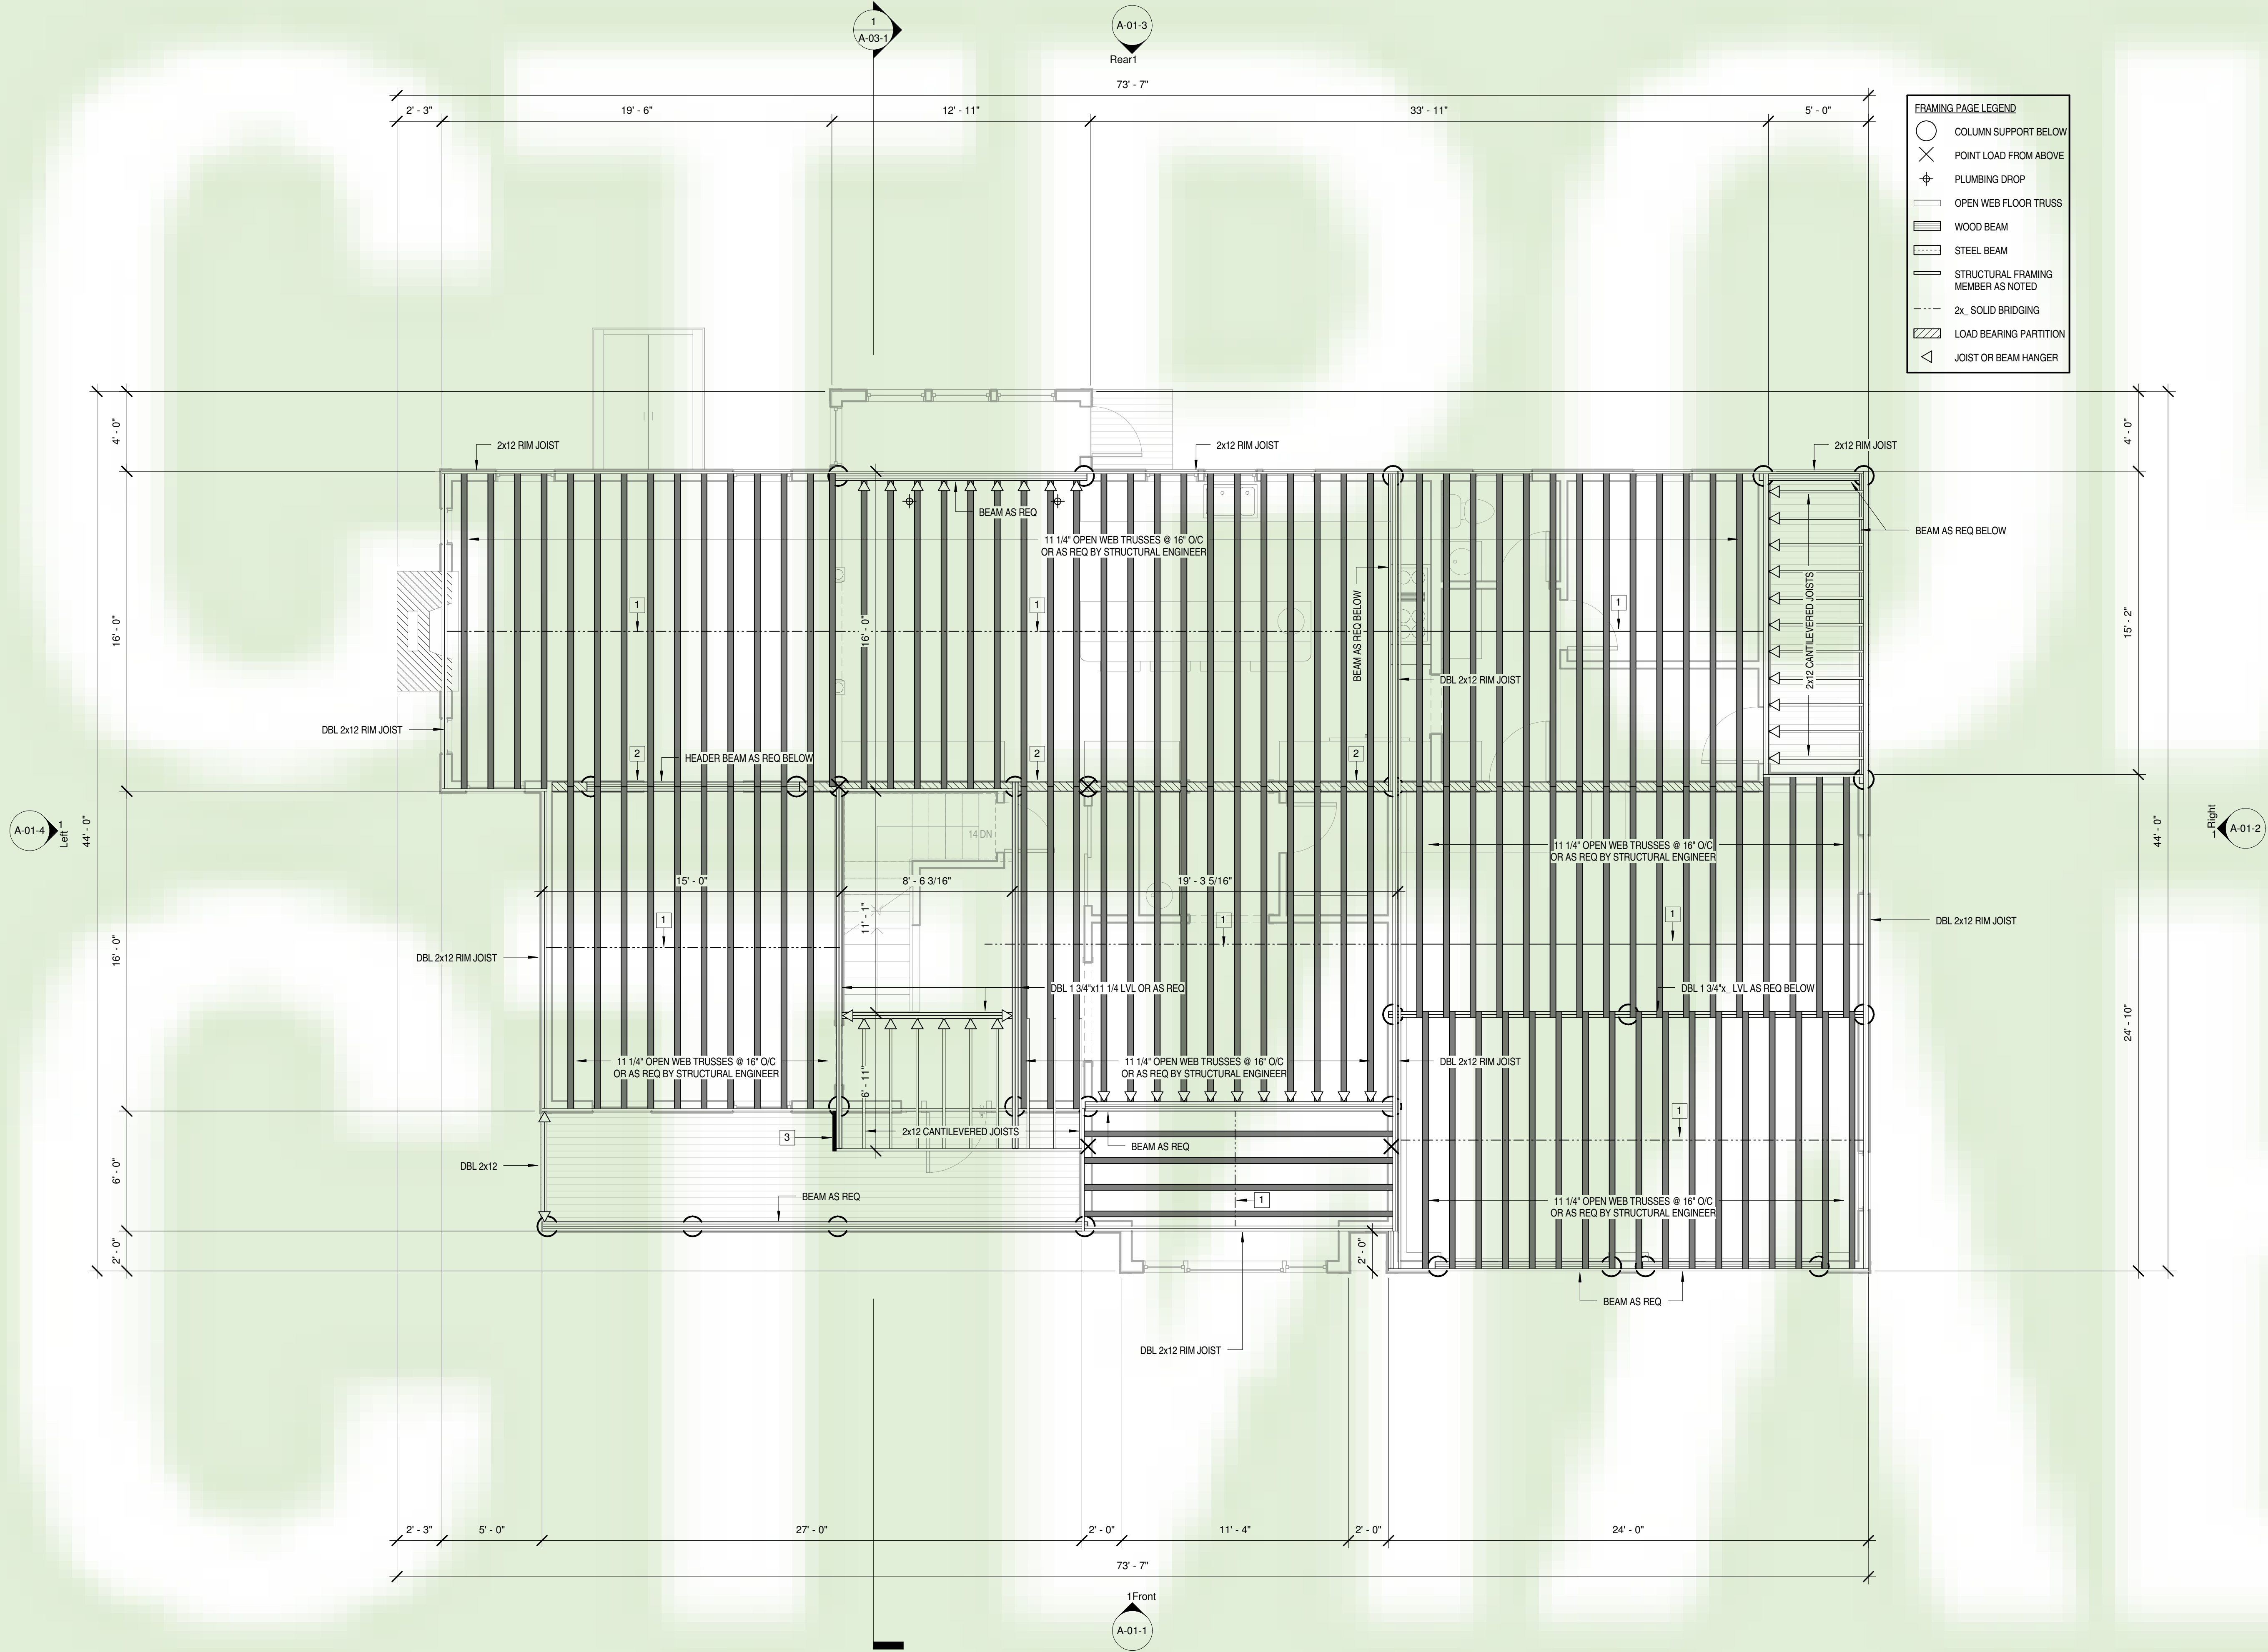 1
A-03-1
A-01-3
Rear1
73' - 7"
2' - 3"
19' - 6"
12' - 11"
33' - 11"
5' - 0"
FRAMING PAGE LEGEND
COLUMN SUPPORT BELOW
POINT LOAD FROM ABOVE
PLUMBING DROP
OPEN WEB FLOOR TRUSS
WOOD BEAM
STEEL BEAM
STRUCTURAL FRAMING
MEMBER AS NOTED
2x_ SOLID BRIDGING
LOAD BEARING PARTITION
JOIST OR BEAM HANGER
4' - 0"
4' - 0"
2x12 RIM JOIST
2x12 RIM JOIST
2x12 RIM JOIST
BEAM AS REQ
BEAM AS REQ BELOW
11 1/4" OPEN WEB TRUSSES @ 16" O/C
OR AS REQ BY STRUCTURAL ENGINEER
1
1
1
16' - 0"
16' - 0"
BEAM AS REQ BELOW
2x12 CANTILEVERED JOISTS
15' - 2"
DBL 2x12 RIM JOIST
DBL 2x12 RIM JOIST
2
HEADER BEAM AS REQ BELOW
2
2
A-01-4
1
Left
44' - 0"
14 DN
11 1/4" OPEN WEB TRUSSES @ 16" O/C
OR AS REQ BY STRUCTURAL ENGINEER
44' - 0"
Right
1
A-01-2
15' - 0"
8' - 6 3/16"
19' - 3 5/16"
1
11' - 1"
1
1
DBL 2x12 RIM JOIST
16' - 0"
DBL 2x12 RIM JOIST
DBL 1 3/4"x11 1/4 LVL OR AS REQ
DBL 1 3/4"x_ LVL AS REQ BELOW
24' - 10"
11 1/4" OPEN WEB TRUSSES @ 16" O/C
OR AS REQ BY STRUCTURAL ENGINEER
6' - 11"
11 1/4" OPEN WEB TRUSSES @ 16" O/C
OR AS REQ BY STRUCTURAL ENGINEER
DBL 2x12 RIM JOIST
1
3
2x12 CANTILEVERED JOISTS
BEAM AS REQ
DBL 2x12
6' - 0"
BEAM AS REQ
1
11 1/4" OPEN WEB TRUSSES @ 16" O/C
OR AS REQ BY STRUCTURAL ENGINEER
2' - 0"
2' - 0"
BEAM AS REQ
DBL 2x12 RIM JOIST
2' - 3"
5' - 0"
27' - 0"
2' - 0"
11' - 4"
2' - 0"
24' - 0"
73' - 7"
1Front
A-01-1